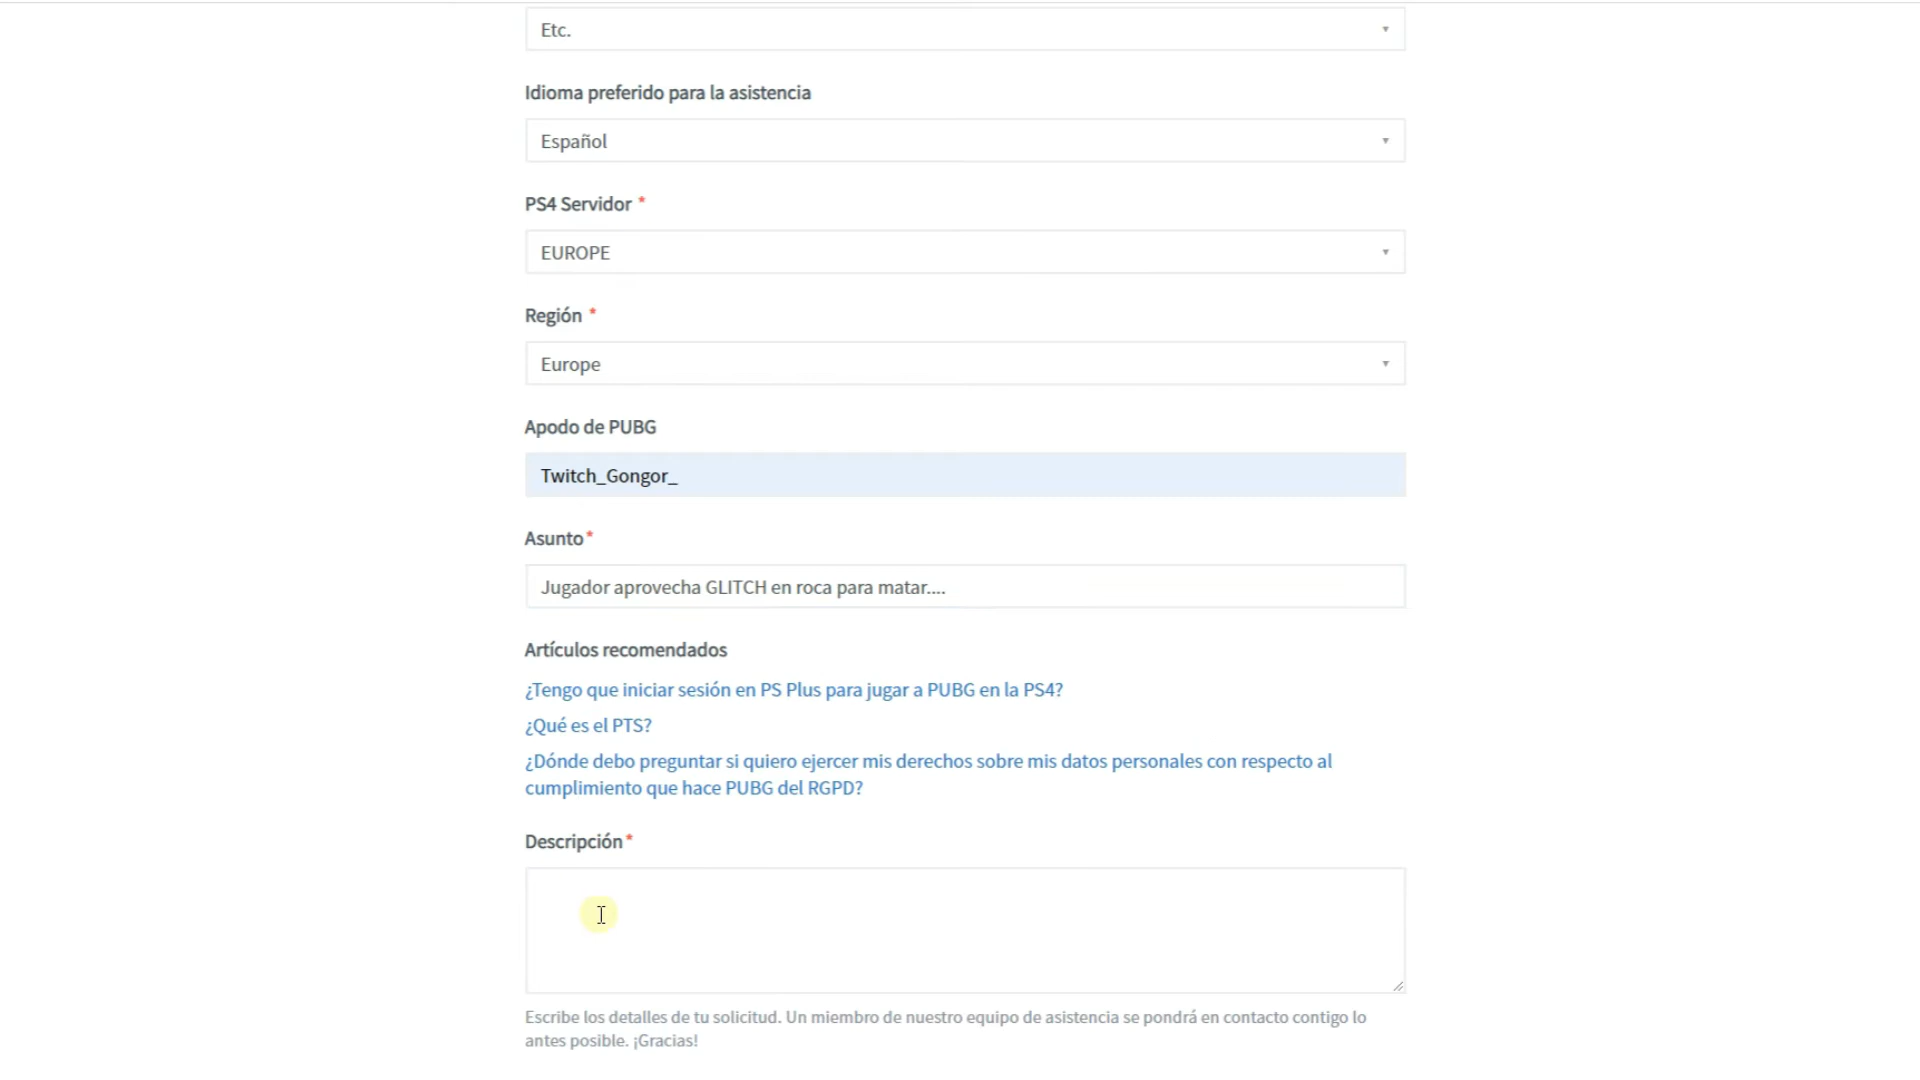 Etc.
Idioma preferido para la asistencia
Español
PS4 Servidor *
EUROPE
Región *
Europe
Apodo de PUBG
Twitch_Gongor_
Asunto*
Jugador aprovecha GLITCH en roca para matar....
Artículos recomendados
¿Tengo que iniciar sesión en PS Plus para jugar a PUBG en la PS4?
¿Qué es el PTS?
¿Dónde debo preguntar si quiero ejercer mis derechos sobre mis datos personales con respecto al
cumplimiento que hace PUBG del RGPD?
Descripción*
Escribe los detalles de tu solicitud. Un miembro de nuestro equipo de asistencia se pondrá en contacto contigo lo
antes posible. ¡Gracias!